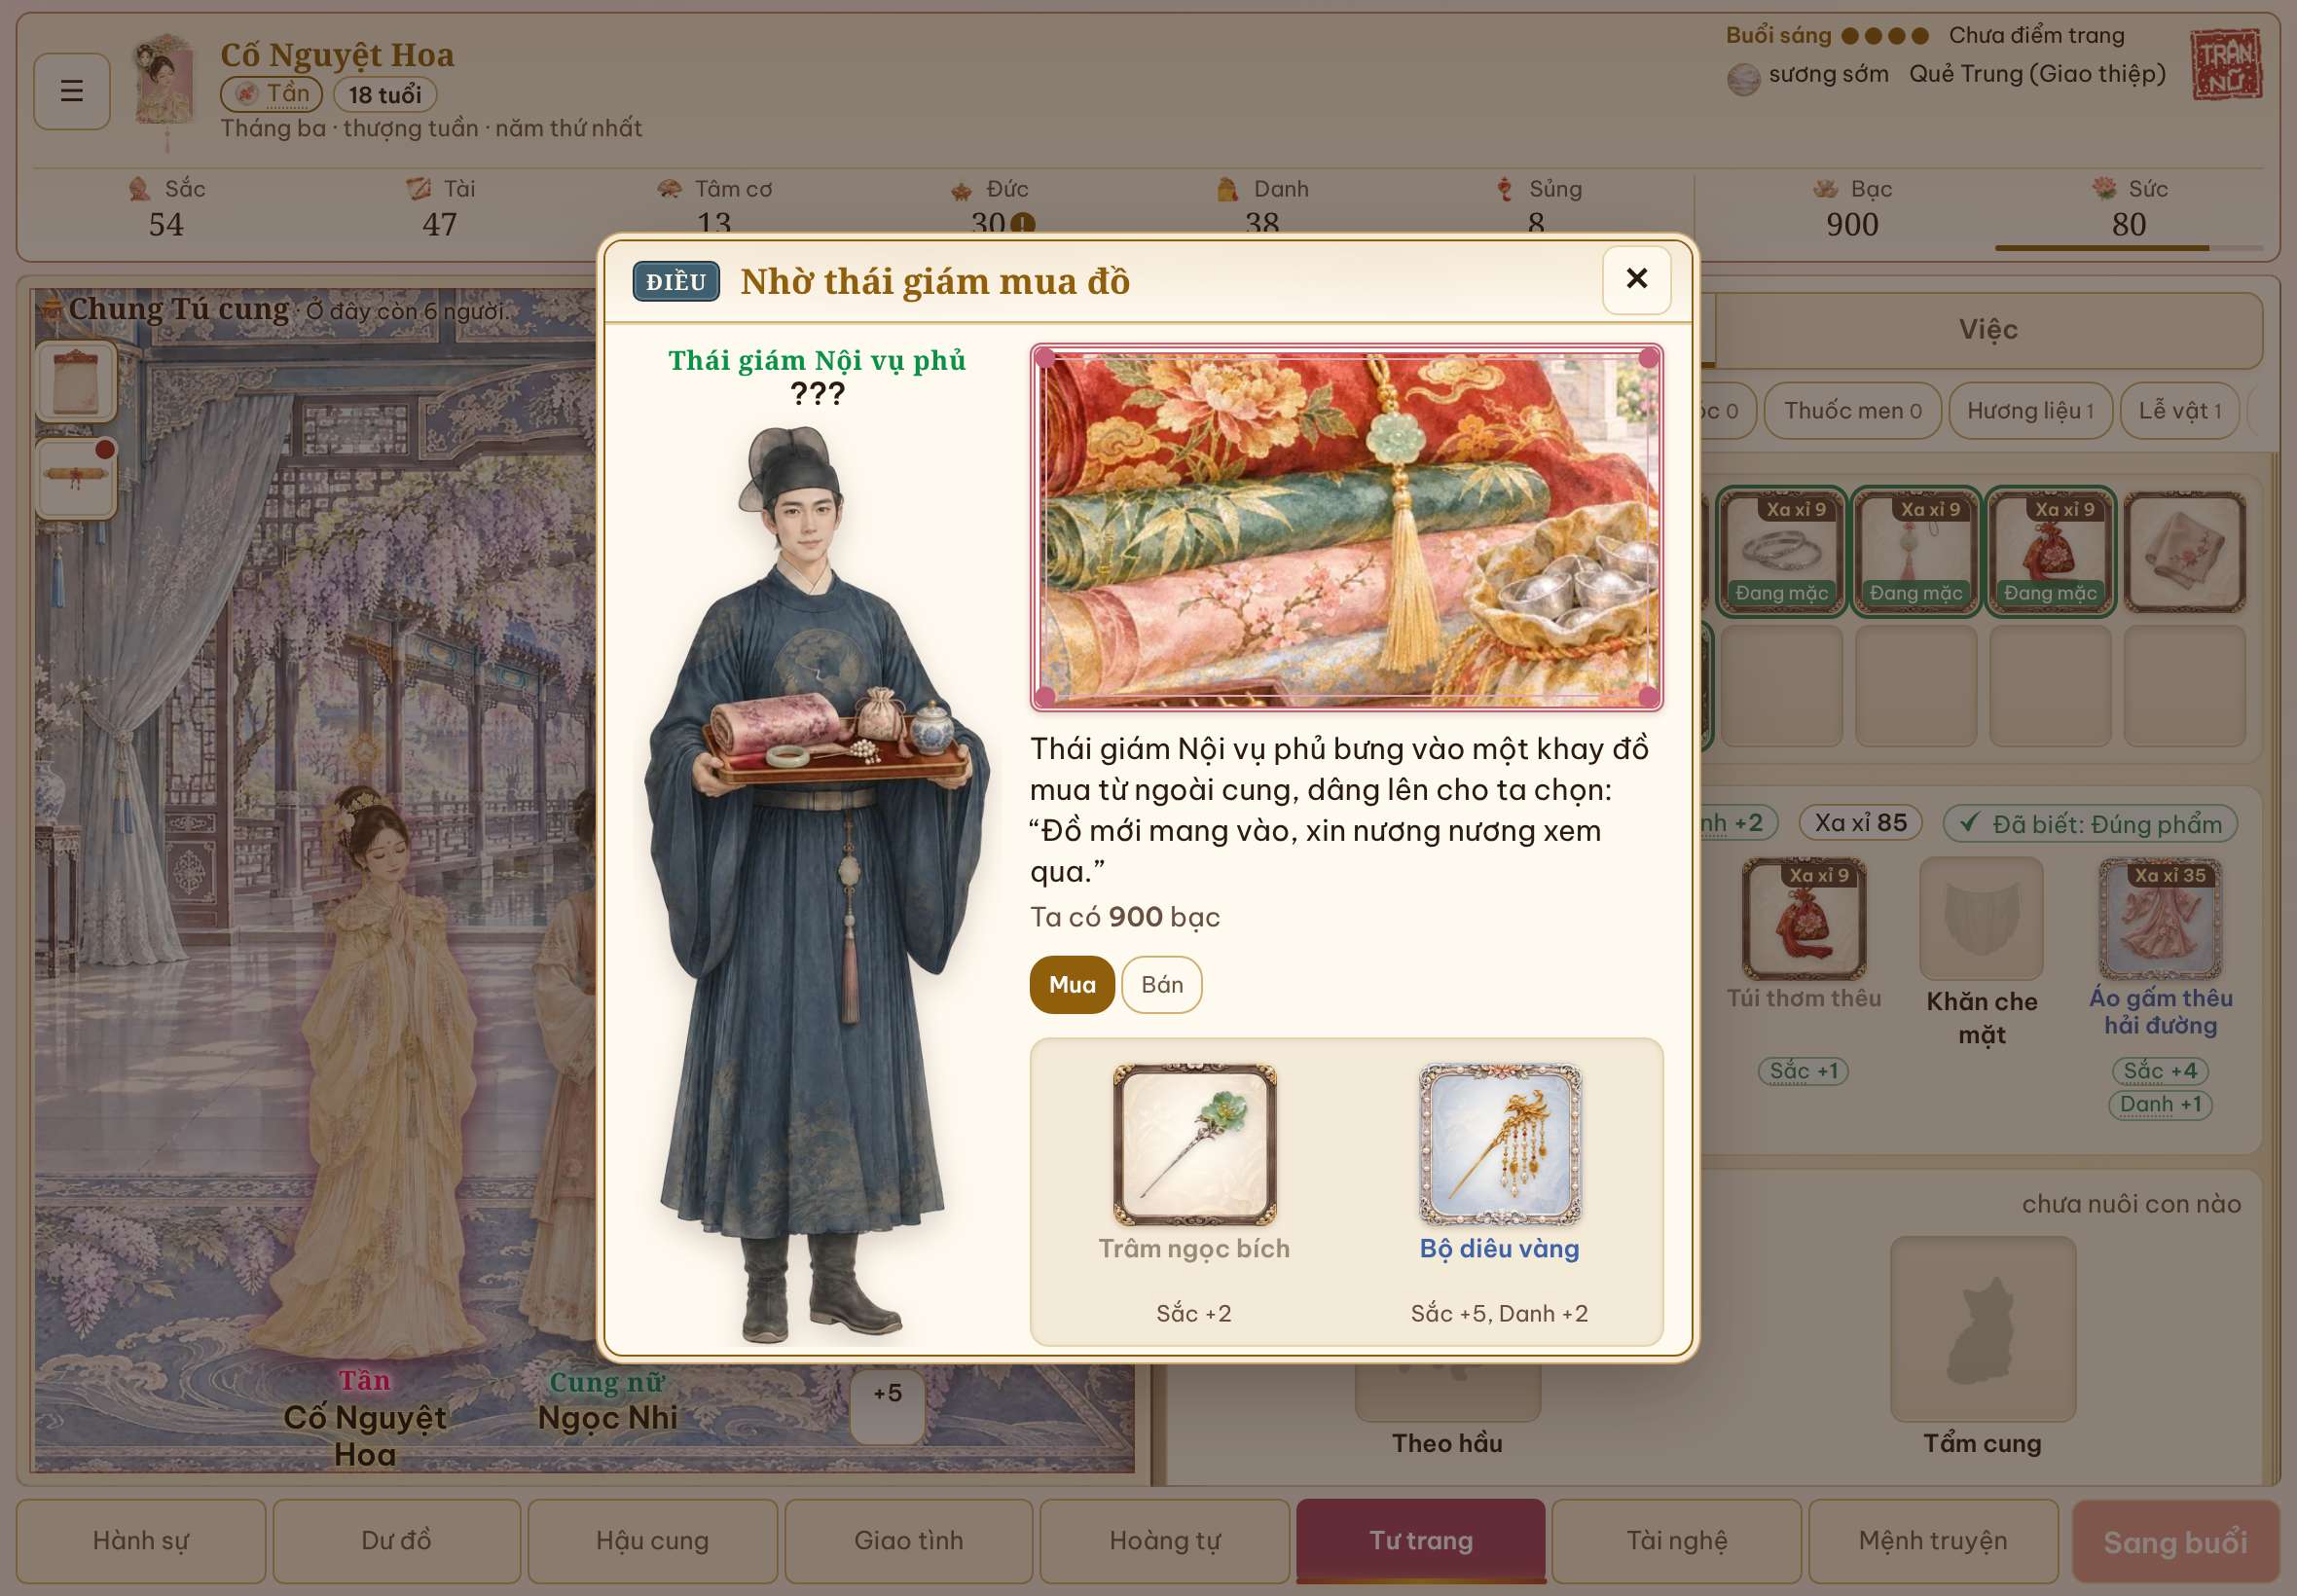 Cố Nguyệt Hoa
Tần
18 tuổi
Tháng ba · thượng tuần · năm thứ nhất
Buổi sáng
Chưa điểm trang
sương sớm
Quẻ Trung (Giao thiệp)
TRÂN
NỮ
Sắc
54
Tài
47
Tâm cơ
13
Đức
30
Danh
38
Sủng
8
Bạc
900
Sức
80
Chung Tú cung · Ở đây còn 6 người.
ĐIỀU
Nhờ thái giám mua đồ
Thái giám Nội vụ phủ
???
Thái giám Nội vụ phủ bưng vào một khay đồ
mua từ ngoài cung, dâng lên cho ta chọn:
“Đồ mới mang vào, xin nương nương xem
qua.”
Ta có 900 bạc
Mua
Bán
Trâm ngọc bích
Sắc +2
Bộ diêu vàng
Sắc +5, Danh +2
Việc
0
Thuốc men 0
Hương liệu 1
Lễ vật 1
Xa xỉ 9
Đang mặc
Xa xỉ 9
Đang mặc
Xa xỉ 9
Đang mặc
+2
Xa xỉ 85
Đã biết: Đúng phẩm
Xa xỉ 9
Túi thơm thêu
Sắc +1
Khăn che
mặt
Xa xỉ 35
Áo gấm thêu
hải đường
Sắc +4
Danh +1
chưa nuôi con nào
Theo hầu
Tẩm cung
Tần
Cố Nguyệt
Hoa
Cung nữ
Ngọc Nhi
+5
Hành sự
Dư đồ
Hậu cung
Giao tình
Hoàng tự
Tư trang
Tài nghệ
Mệnh truyện
Sang buổi